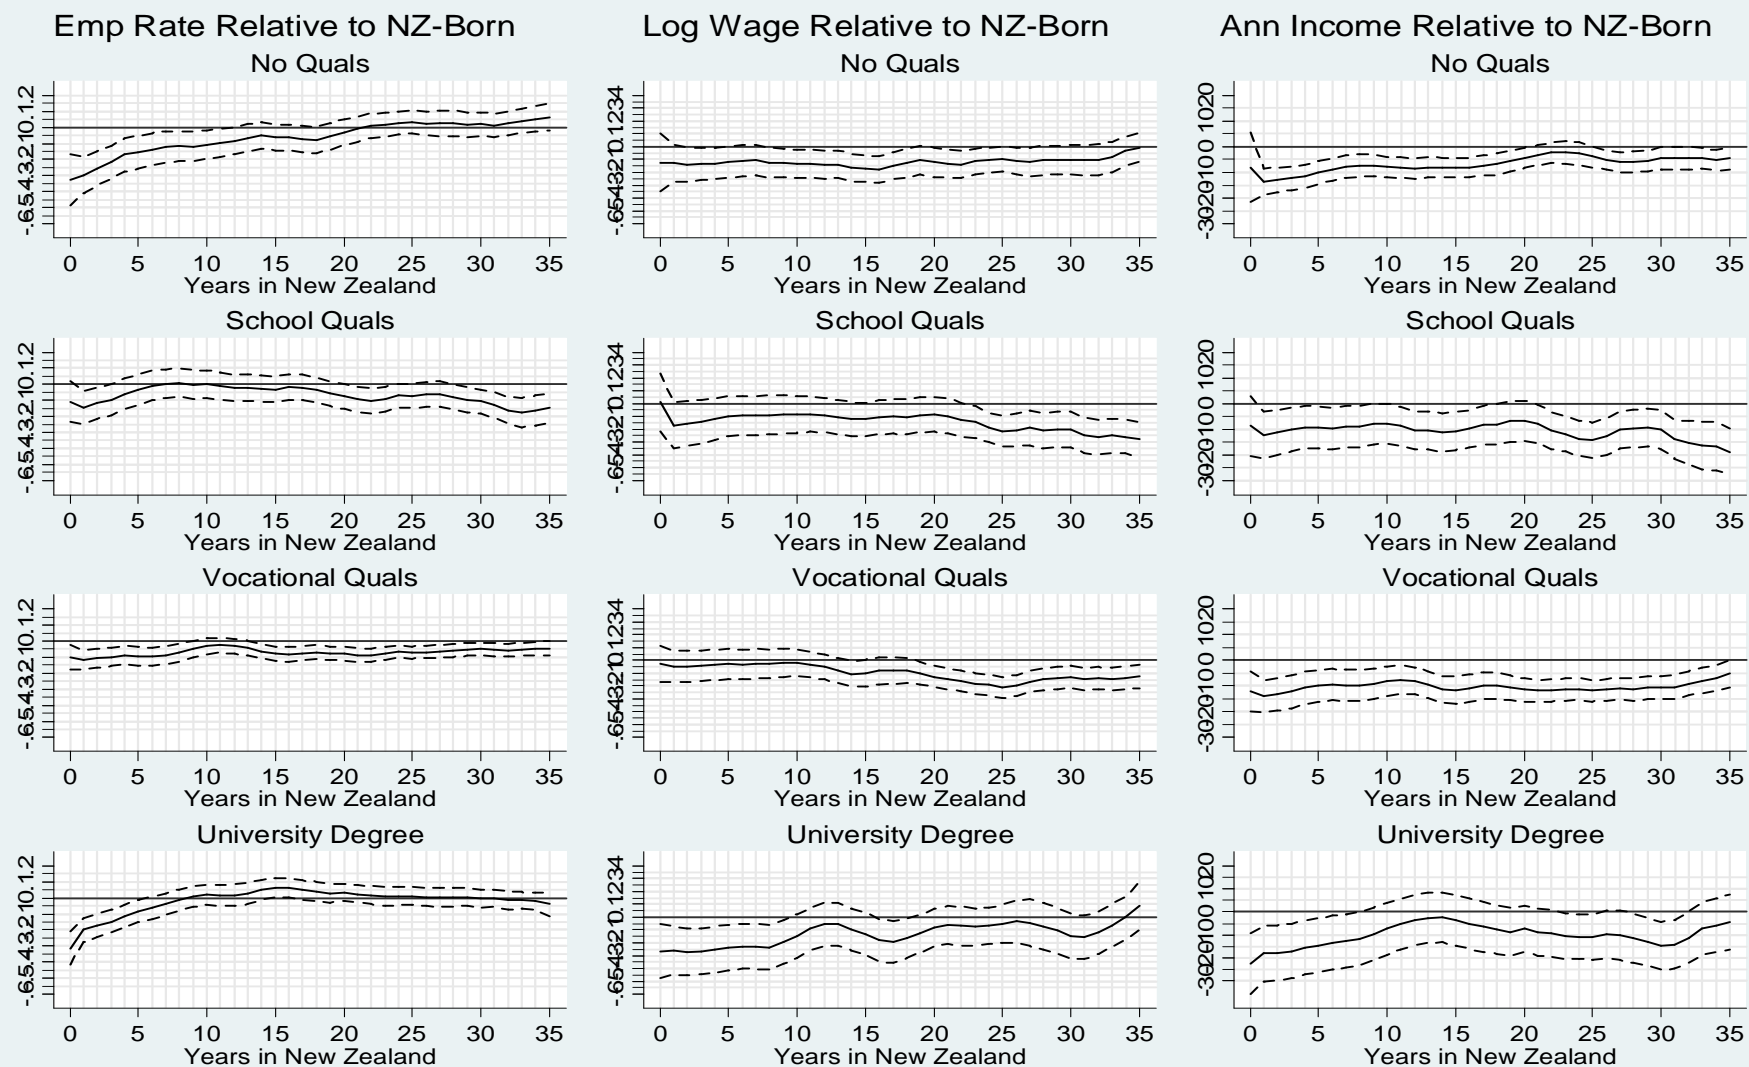 Emp Rate Relative to NZ-Born Log Wage Relative to NZ-Born Ann Income Relative to NZ-Born
No Quals No Quals No Quals
0 5 10 15 20 25 30 35 0 5 10 15 20 25 30 35 0 5 10 15 20 25 30 35
Years in New Zealand Years in New Zealand Years in New Zealand
School Quals School Quals School Quals
0 5 10 15 20 25 30 35 0 5 10 15 20 25 30 35 0 5 10 15 20 25 30 35
Years in New Zealand Years in New Zealand Years in New Zealand
Vocational Quals Vocational Quals Vocational Quals
0 5 10 15 20 25 30 35 0 5 10 15 20 25 30 35 0 5 10 15 20 25 30 35
Years in New Zealand Years in New Zealand Years in New Zealand
University Degree University Degree University Degree
0 5 10 15 20 25 30 35 0 5 10 15 20 25 30 35 0 5 10 15 20 25 30 35
Years in New Zealand Years in New Zealand Years in New Zealand